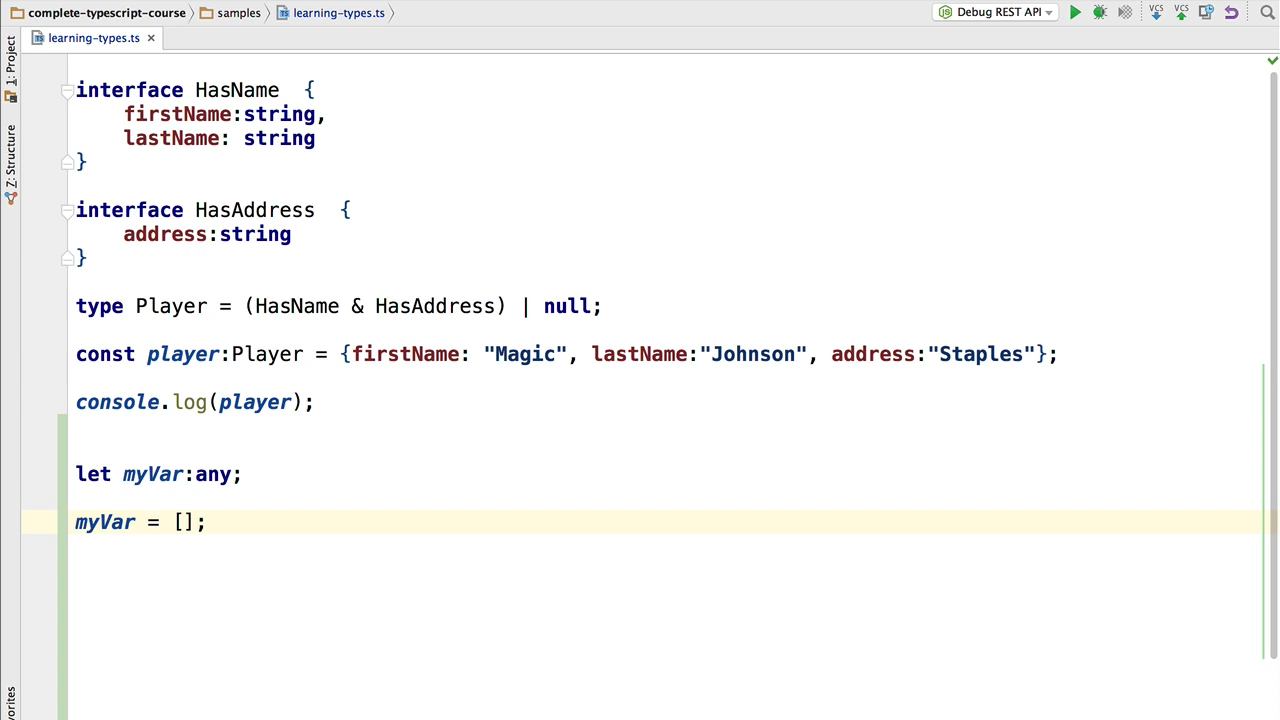 complete-typescript-course samples learning-types.ts Debug REST API VCS VCS
learning-types.ts
1: Project
Z: Structure
interface HasName {
firstName:string,
lastName: string
}
interface HasAddress {
address:string
}
type Player = (HasName & HasAddress) | null;
const player:Player = {firstName: "Magic", lastName:"Johnson", address:"Staples"};
console.log(player);
let myVar:any;
myVar = [];